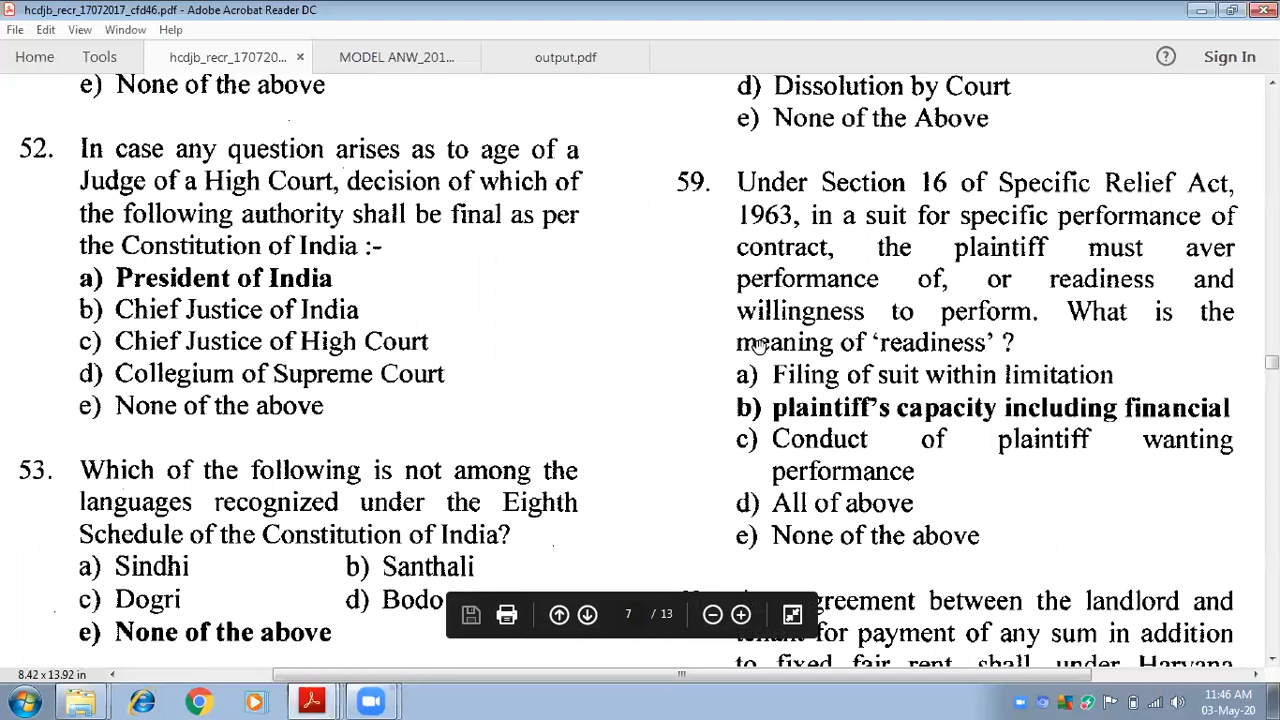 hcdjb_recr_17072017_cfd46.pdf - Adobe Acrobat Reader DC
File Edit View Window Help
Home Tools hcdjb_recr_170720... × MODEL ANW_201... output.pdf ? Sign In
e) None of the above
52. In case any question arises as to age of a
Judge of a High Court, decision of which of
the following authority shall be final as per
the Constitution of India :-
a) President of India
b) Chief Justice of India
c) Chief Justice of High Court
d) Collegium of Supreme Court
e) None of the above
53. Which of the following is not among the
languages recognized under the Eighth
Schedule of the Constitution of India?
a) Sindhi b) Santhali
c) Dogri d) Bodo
e) None of the above
d) Dissolution by Court
e) None of the Above
59. Under Section 16 of Specific Relief Act,
1963, in a suit for specific performance of
contract, the plaintiff must aver
performance of, or readiness and
willingness to perform. What is the
meaning of ‘readiness’ ?
a) Filing of suit within limitation
b) plaintiff’s capacity including financial
c) Conduct of plaintiff wanting
performance
d) All of above
e) None of the above
agreement between the landlord and
tenant for payment of any sum in addition
to fixed fair rent shall under Haryana
7 / 13
8.42 x 13.92 in
11:46 AM
03-May-20